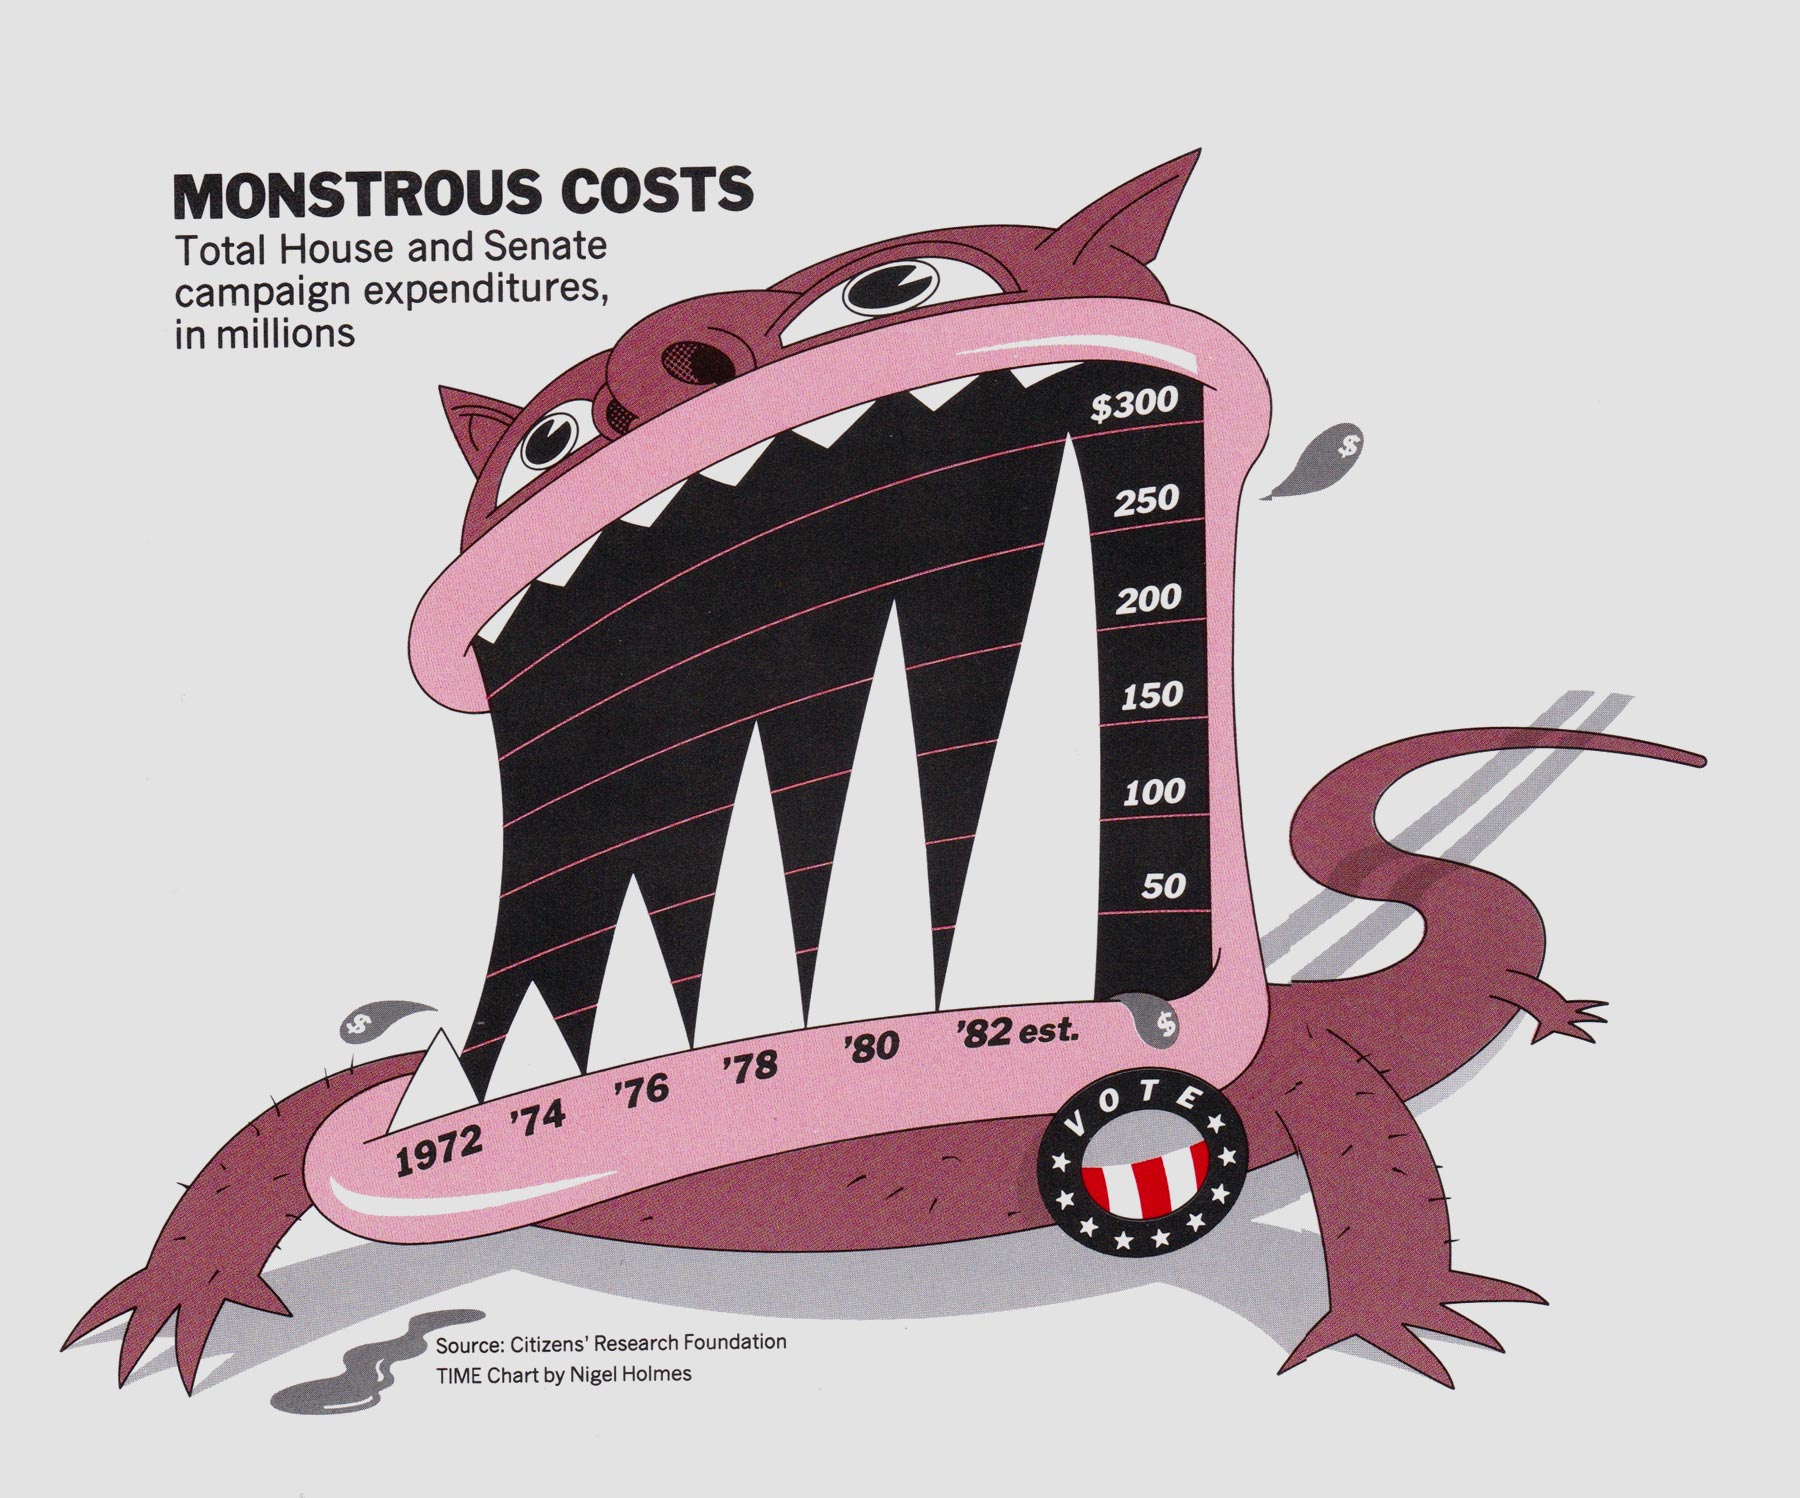 MONSTROUS COSTS
Total House and Senate
campaign expenditures,
in millions
$300
250
200
150
100
50
$
$
$
1972
’74
’76
’78
’80
’82 est.
VOTE
Source: Citizens’ Research Foundation
TIME Chart by Nigel Holmes